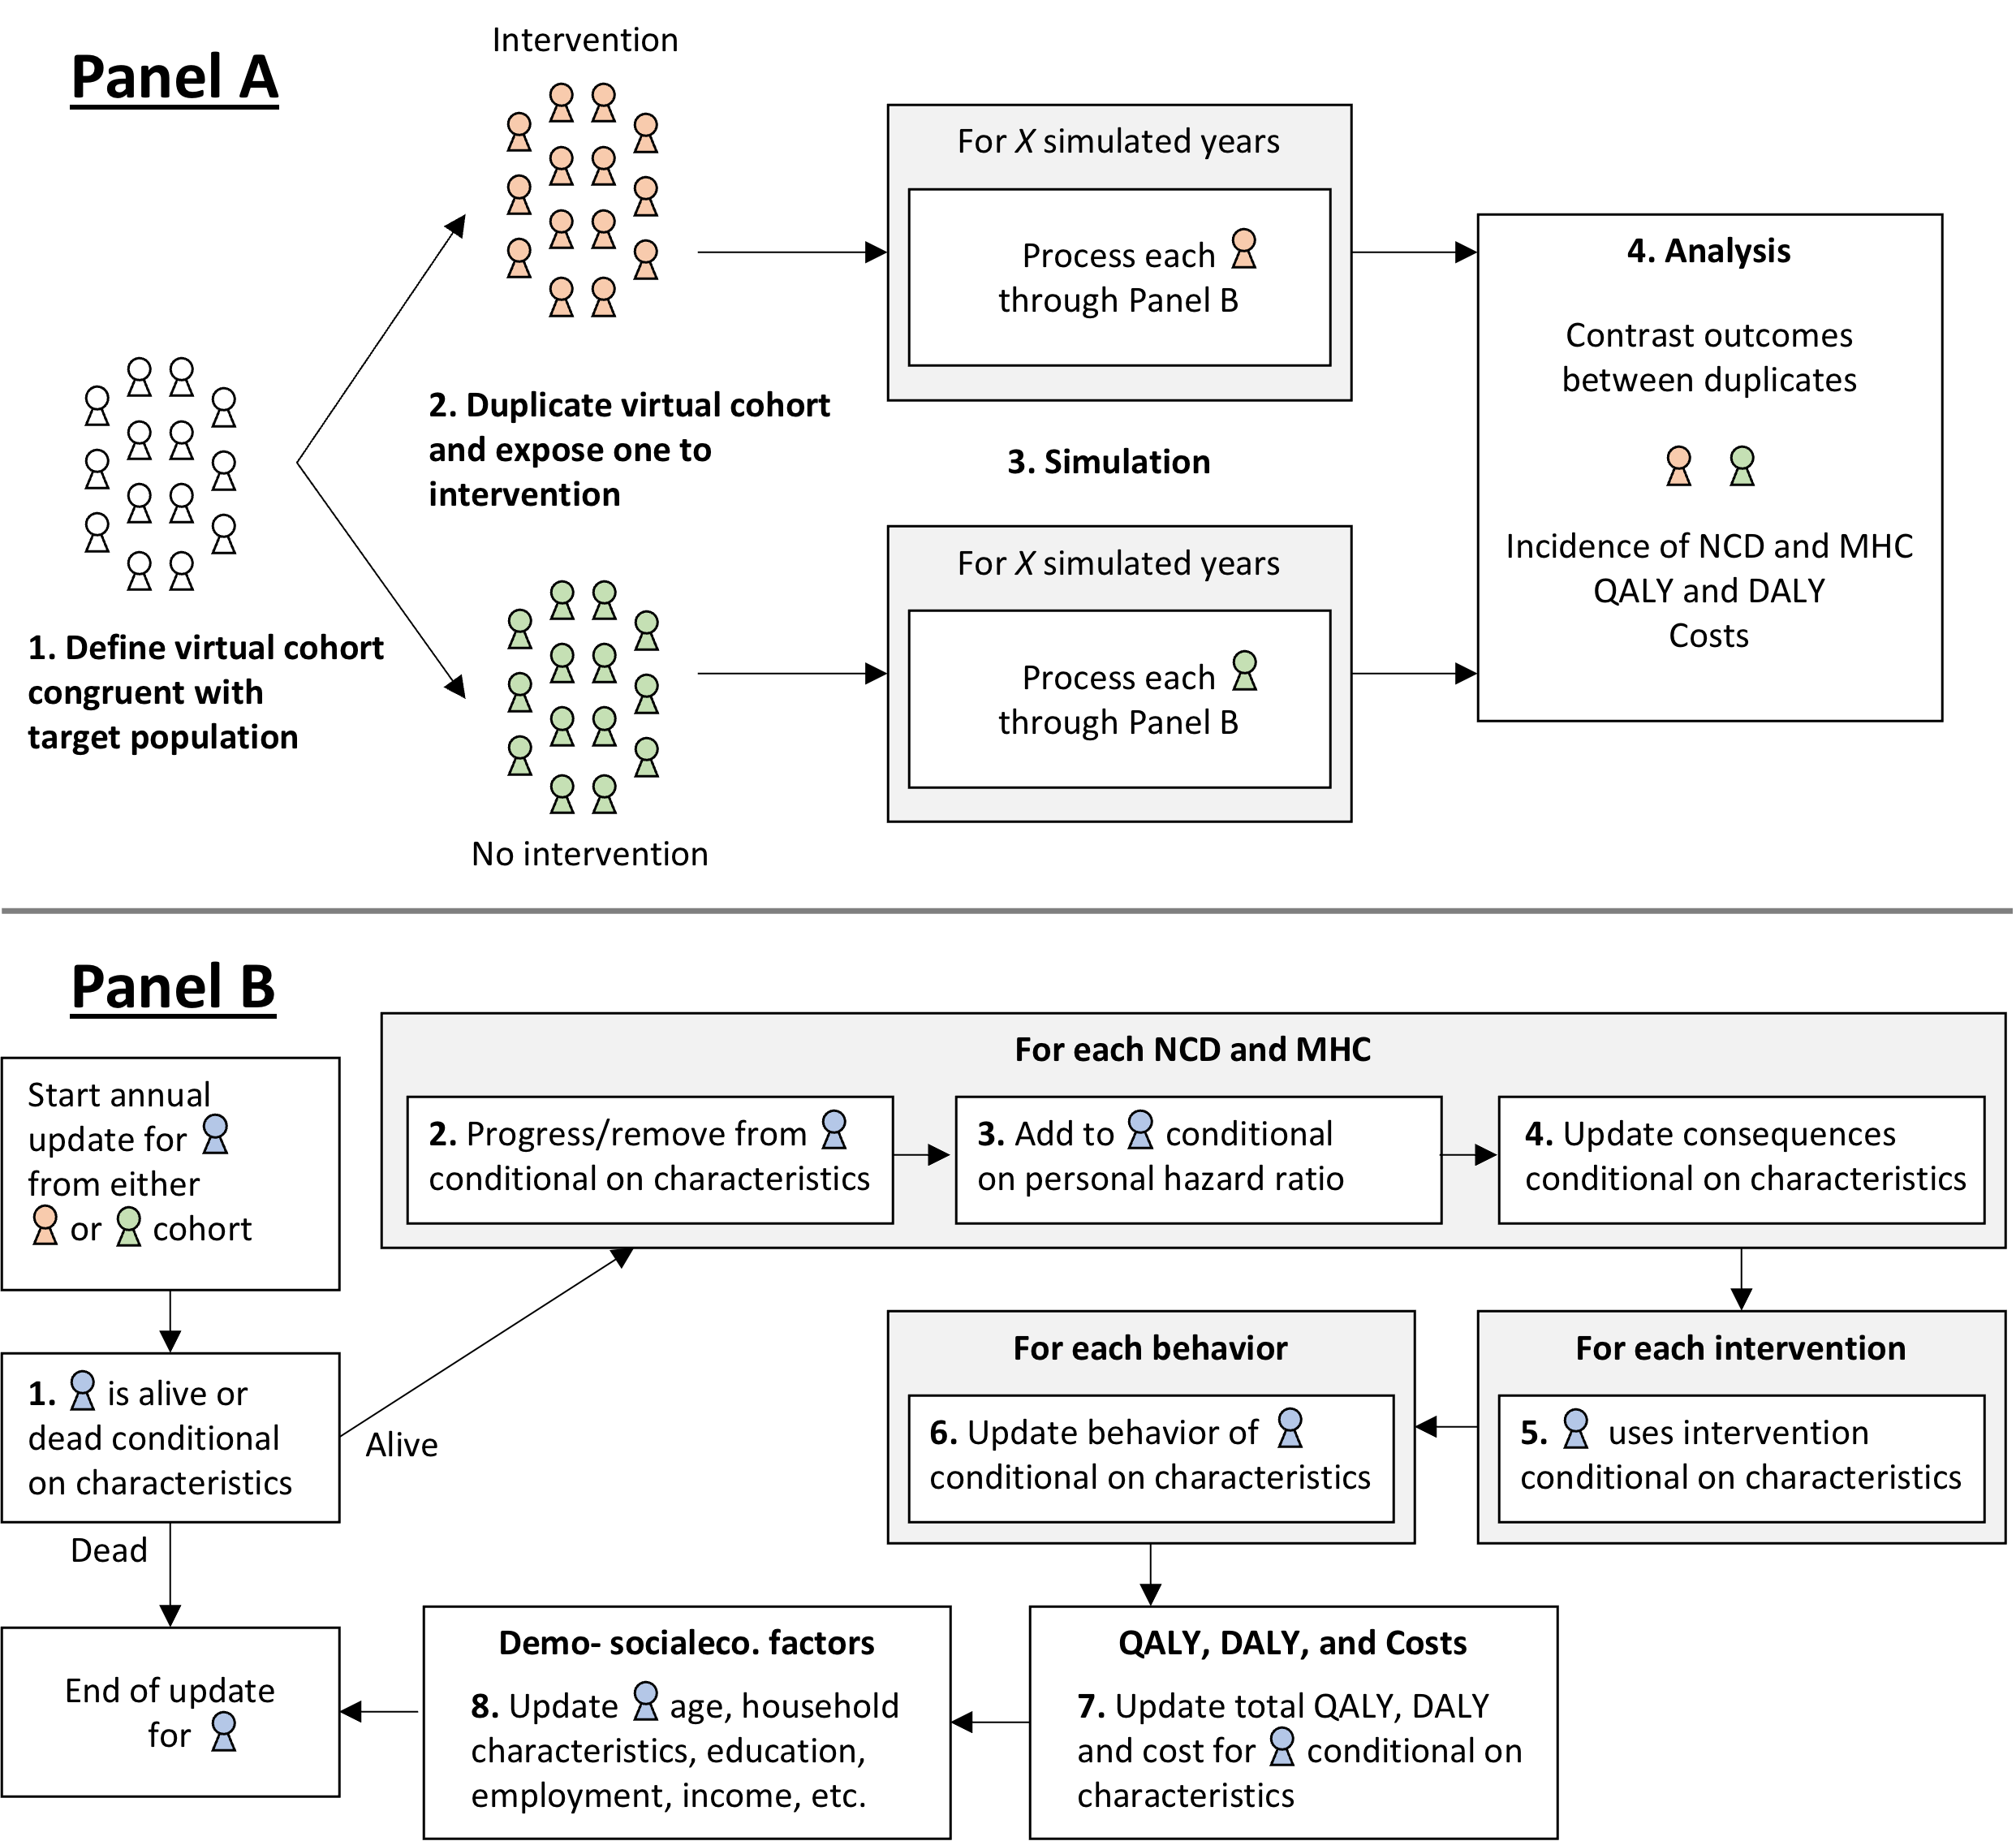 Panel A
Intervention
1. Define virtual cohort
congruent with
target population
2. Duplicate virtual cohort
and expose one to
intervention
No intervention
For X simulated years
Process each
through Panel B
3. Simulation
For X simulated years
Process each
through Panel B
4. Analysis
Contrast outcomes
between duplicates
Incidence of NCD and MHC
QALY and DALY
Costs
Panel B
Start annual
update for
from either
or cohort
1. is alive or
dead conditional
on characteristics
Alive
Dead
For each NCD and MHC
2. Progress/remove from
conditional on characteristics
3. Add to conditional
on personal hazard ratio
4. Update consequences
conditional on characteristics
For each intervention
5. uses intervention
conditional on characteristics
For each behavior
6. Update behavior of
conditional on characteristics
QALY, DALY, and Costs
7. Update total QALY, DALY
and cost for conditional on
characteristics
Demo- socialeco. factors
8. Update age, household
characteristics, education,
employment, income, etc.
End of update
for